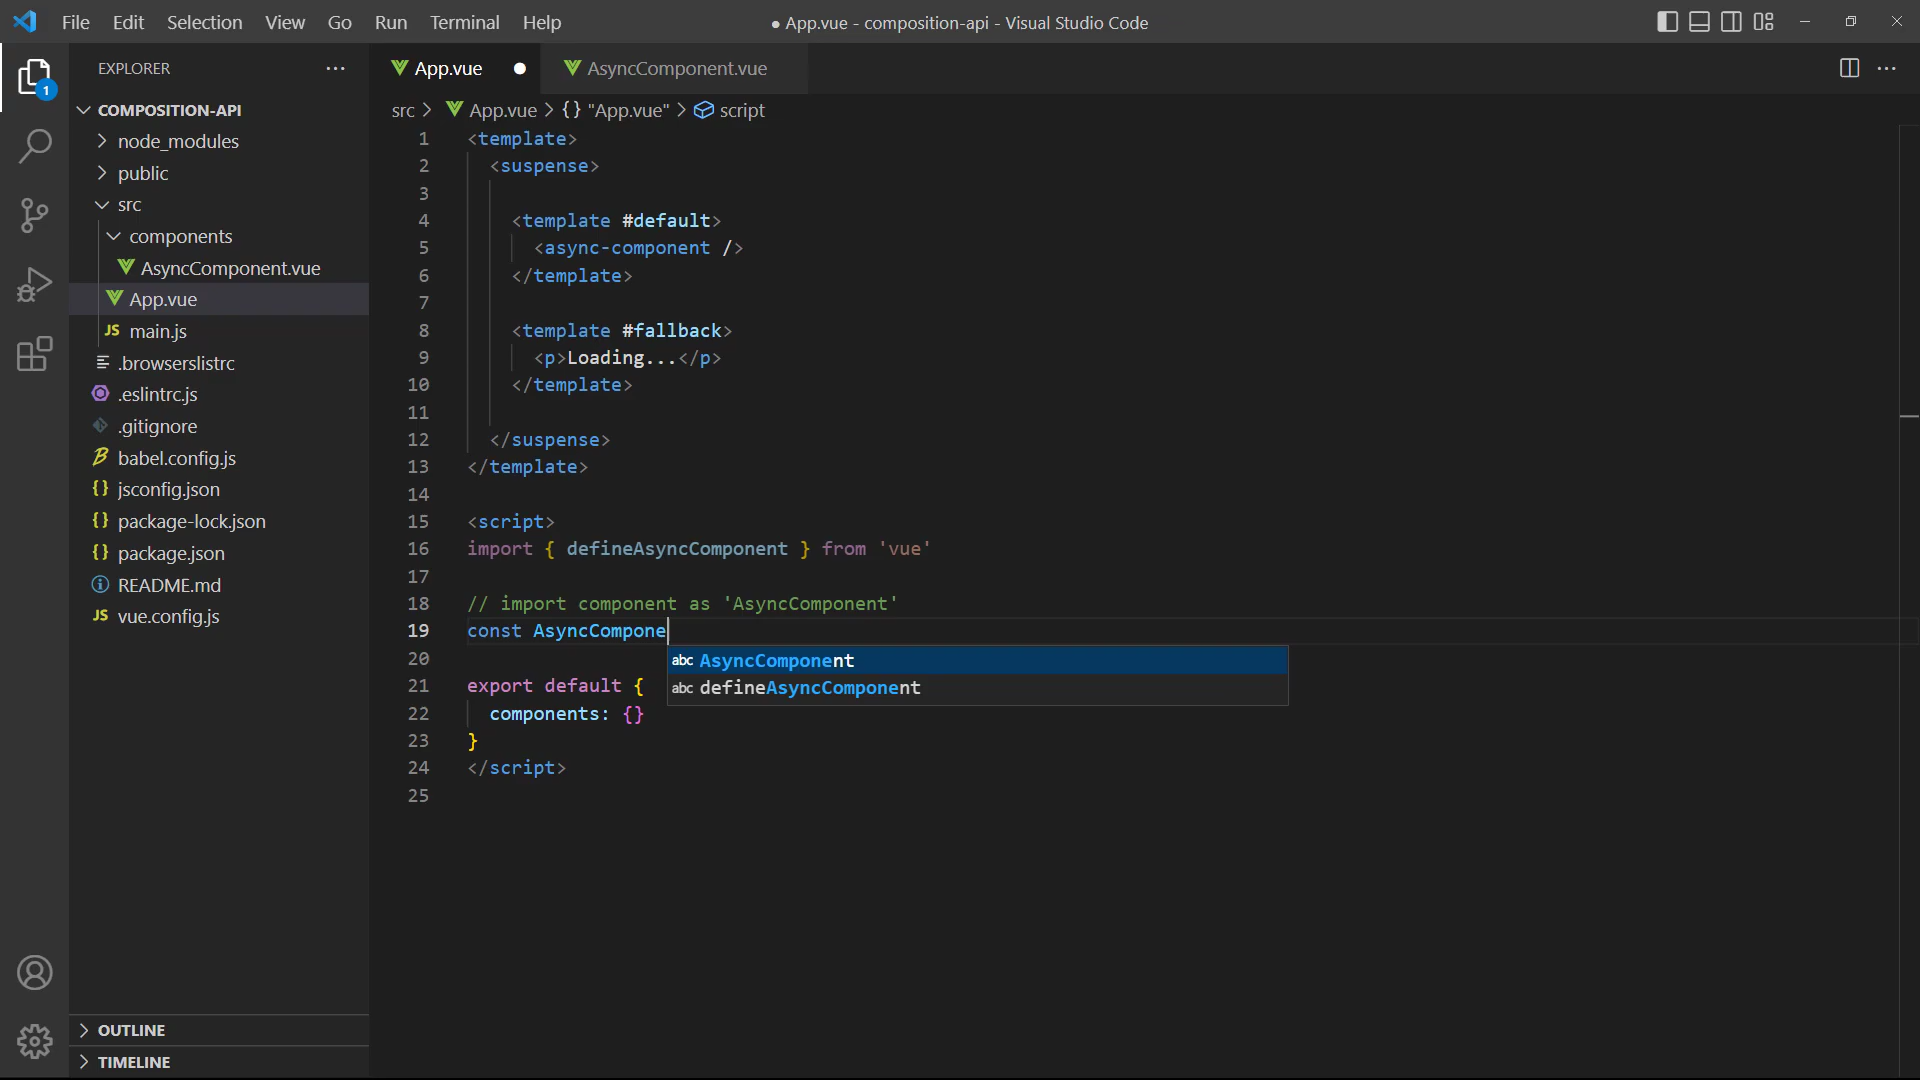 File Edit Selection View Go Run Terminal Help
● App.vue - composition-api - Visual Studio Code
1
EXPLORER
COMPOSITION-API
node_modules
public
src
components
AsyncComponent.vue
App.vue
JS main.js
.browserslistrc
.eslintrc.js
.gitignore
babel.config.js
{} jsconfig.json
{} package-lock.json
{} package.json
README.md
JS vue.config.js
OUTLINE
TIMELINE
App.vue ●
AsyncComponent.vue
src > App.vue > {} "App.vue" > script
1 <template>
2 <suspense>
3
4 <template #default>
5 <async-component />
6 </template>
7
8 <template #fallback>
9 <p>Loading...</p>
10 </template>
11
12 </suspense>
13 </template>
14
15 <script>
16 import { defineAsyncComponent } from 'vue'
17
18 // import component as 'AsyncComponent'
19 const AsyncCompone
abc AsyncComponent
abc defineAsyncComponent
20
21 export default {
22 components: {}
23 }
24 </script>
25